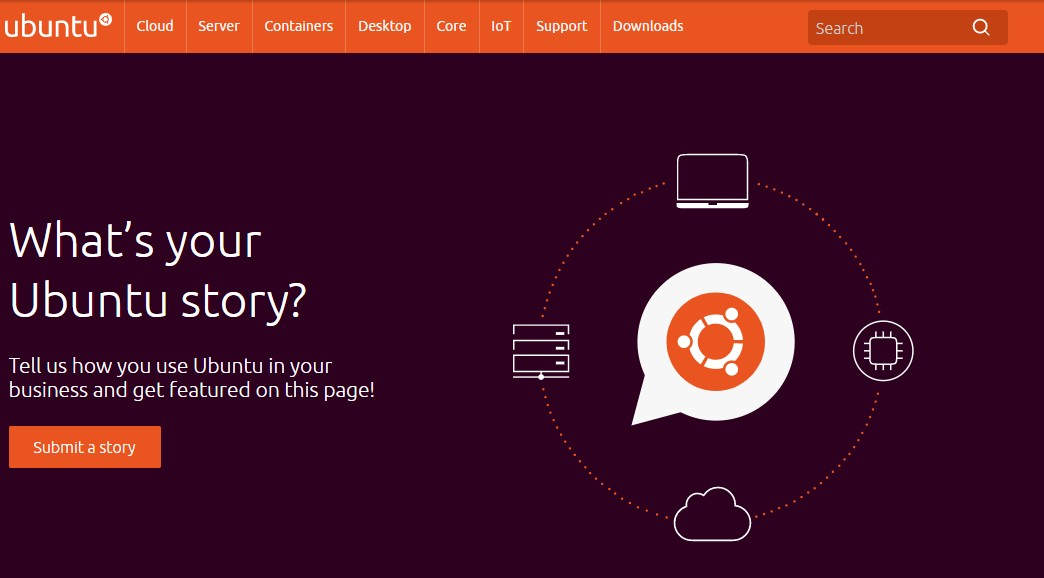 ubuntu
Cloud
Server
Containers
Desktop
Core
IoT
Support
Downloads
Search
What’s your
Ubuntu story?
Tell us how you use Ubuntu in your
business and get featured on this page!
Submit a story